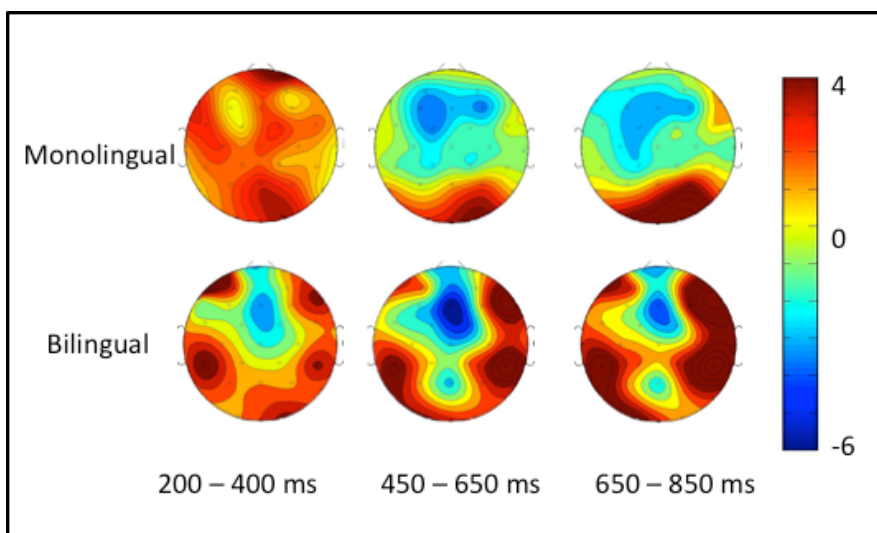 4
Monolingual
0
Bilingual
-6
200 – 400 ms
450 – 650 ms
650 – 850 ms